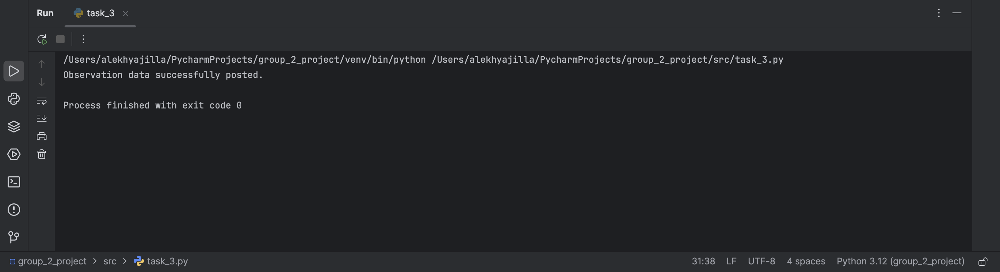 Run task_3
/Users/alekhyajilla/PycharmProjects/group_2_project/venv/bin/python /Users/alekhyajilla/PycharmProjects/group_2_project/src/task_3.py
Observation data successfully posted.
Process finished with exit code 0
group_2_project > src > task_3.py 31:38 LF UTF-8 4 spaces Python 3.12 (group_2_project)